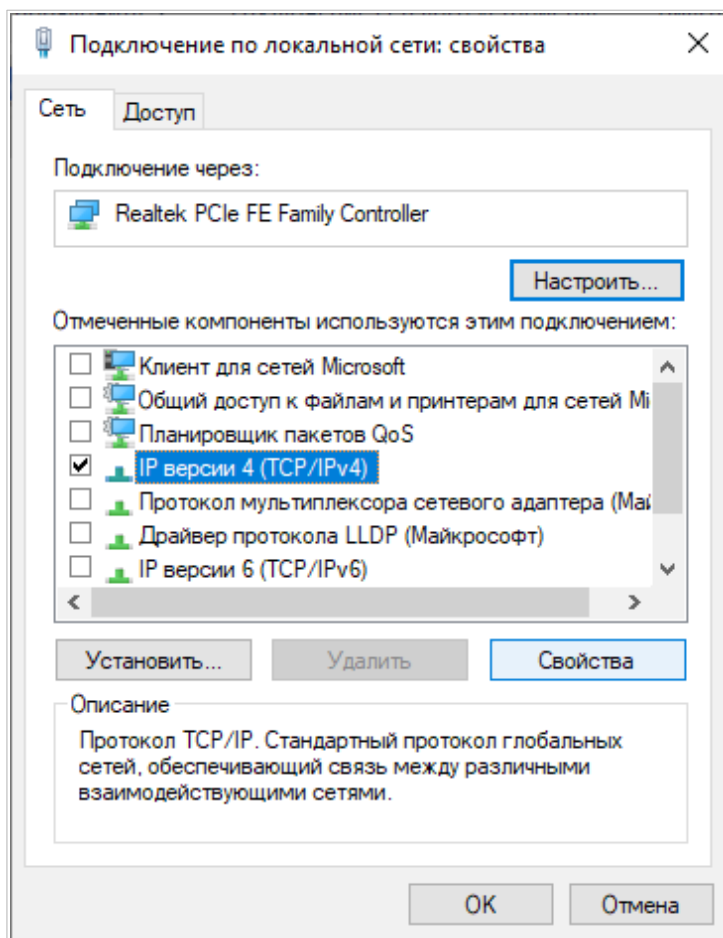 Подключение по локальной сети: свойства
Сеть
Доступ
Подключение через:
Realtek PCIe FE Family Controller
Настроить...
Отмеченные компоненты используются этим подключением:
Клиент для сетей Microsoft
Общий доступ к файлам и принтерам для сетей Mi
Планировщик пакетов QoS
IP версии 4 (TCP/IPv4)
Протокол мультиплексора сетевого адаптера (Май
Драйвер протокола LLDP (Майкрософт)
IP версии 6 (TCP/IPv6)
Установить...
Удалить
Свойства
Описание
Протокол TCP/IP. Стандартный протокол глобальных
сетей, обеспечивающий связь между различными
взаимодействующими сетями.
OK
Отмена